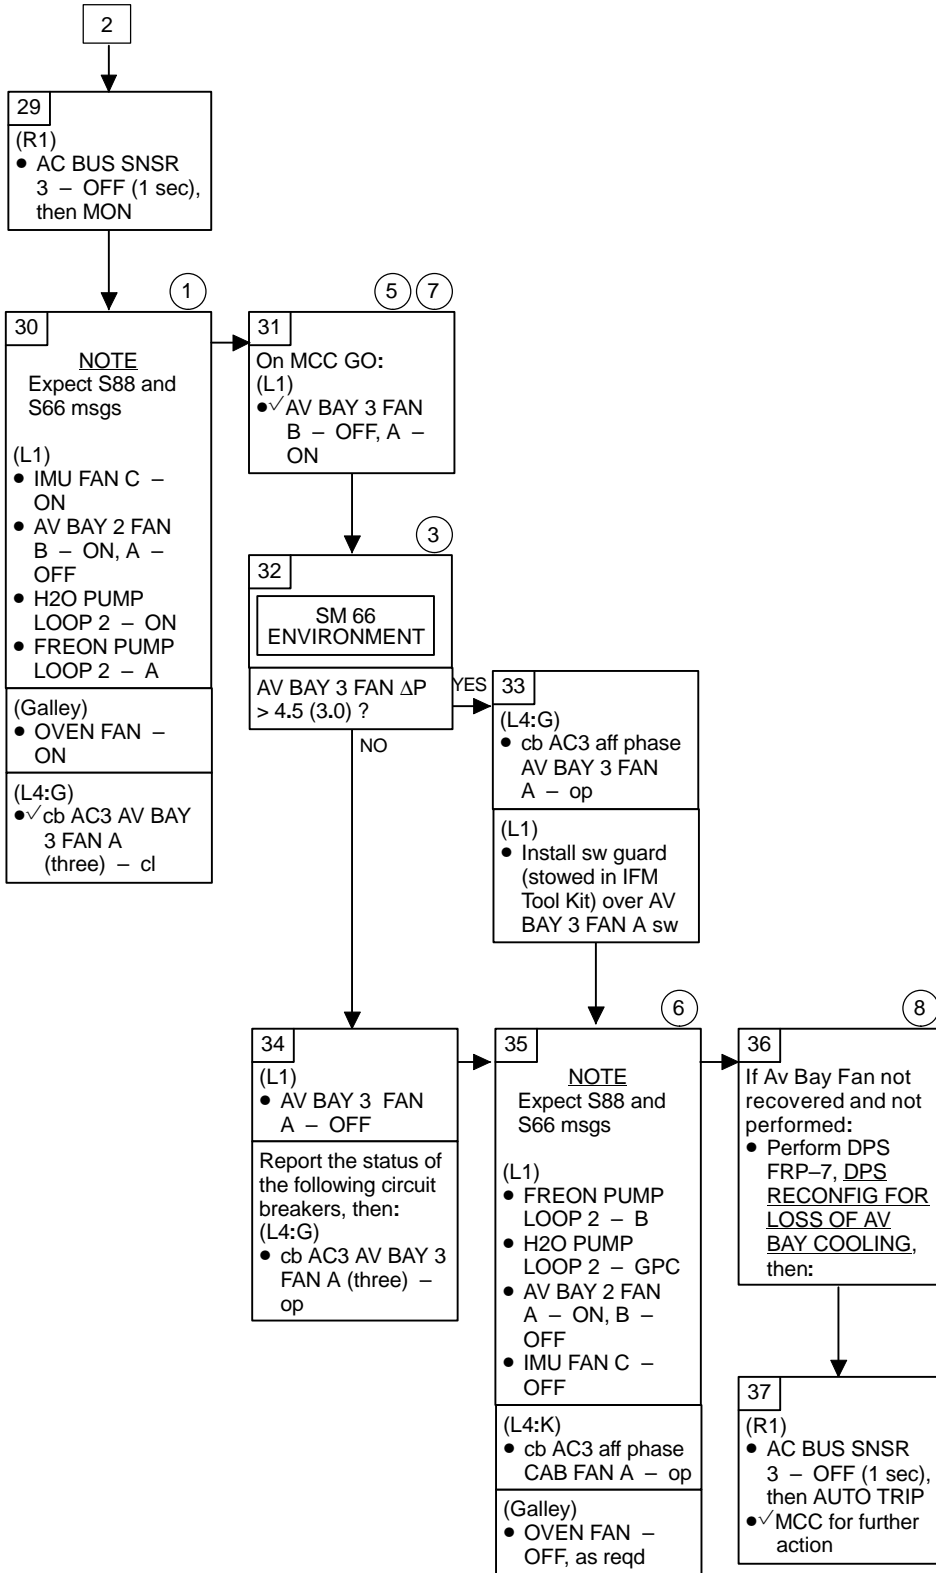 2
29
(R1)
● AC BUS SNSR
3 – OFF (1 sec),
then MON
1
30
NOTE
Expect S88 and
S66 msgs
(L1)
● IMU FAN C –
ON
● AV BAY 2 FAN
B – ON, A –
OFF
● H2O PUMP
LOOP 2 – ON
● FREON PUMP
LOOP 2 – A
(Galley)
● OVEN FAN –
ON
(L4:G)
●√cb AC3 AV BAY
3 FAN A
(three) – cl
5 7
31
On MCC GO:
(L1)
●√AV BAY 3 FAN
B – OFF, A –
ON
3
32
SM 66
ENVIRONMENT
AV BAY 3 FAN ΔP
> 4.5 (3.0) ?
YES
NO
33
(L4:G)
● cb AC3 aff phase
AV BAY 3 FAN
A – op
(L1)
● Install sw guard
(stowed in IFM
Tool Kit) over AV
BAY 3 FAN A sw
34
(L1)
● AV BAY 3 FAN
A – OFF
Report the status of
the following circuit
breakers, then:
(L4:G)
● cb AC3 AV BAY 3
FAN A (three) –
op
6
35
NOTE
Expect S88 and
S66 msgs
(L1)
● FREON PUMP
LOOP 2 – B
● H2O PUMP
LOOP 2 – GPC
● AV BAY 2 FAN
A – ON, B –
OFF
● IMU FAN C –
OFF
(L4:K)
● cb AC3 aff phase
CAB FAN A – op
(Galley)
● OVEN FAN –
OFF, as reqd
8
36
If Av Bay Fan not
recovered and not
performed:
● Perform DPS
FRP–7, DPS
RECONFIG FOR
LOSS OF AV
BAY COOLING,
then:
37
(R1)
● AC BUS SNSR
3 – OFF (1 sec),
then AUTO TRIP
●√MCC for further
action